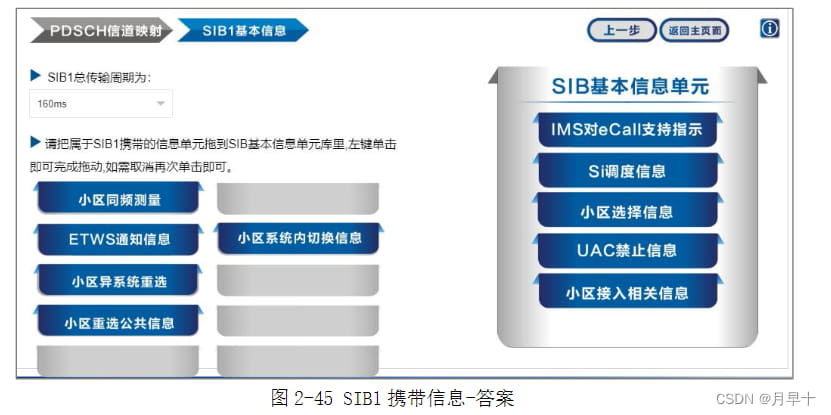 PDSCH信道映射
SIB1基本信息
上一步
返回主页面
SIB1总传输周期为:
160ms
请把属于SIB1携带的信息单元拖到SIB基本信息单元库里,左键单击
即可完成拖动,如需取消再次单击即可。
小区同频测量
ETWS通知信息
小区系统内切换信息
小区异系统重选
小区重选公共信息
SIB基本信息单元
IMS对eCall支持指示
Si调度信息
小区选择信息
UAC禁止信息
小区接入相关信息
图 2-45 SIB1 携带信息-答案
CSDN @月早十